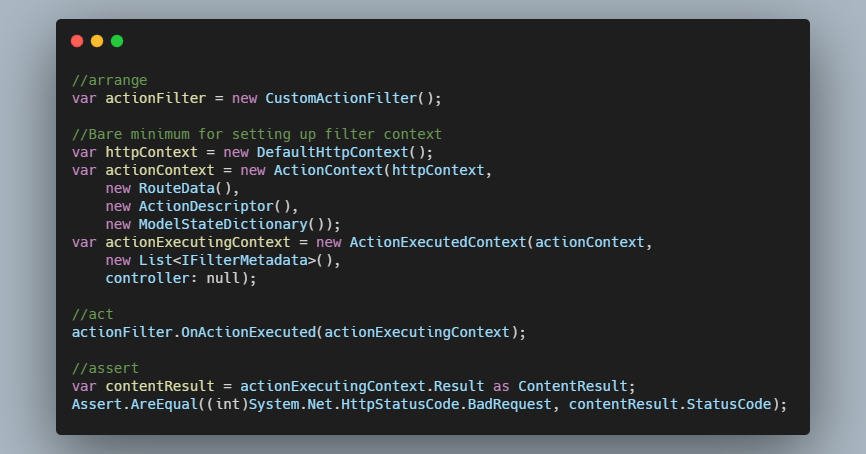 //arrange
var actionFilter = new CustomActionFilter();
//Bare minimum for setting up filter context
var httpContext = new DefaultHttpContext();
var actionContext = new ActionContext(httpContext,
    new RouteData(),
    new ActionDescriptor(),
    new ModelStateDictionary());
var actionExecutingContext = new ActionExecutedContext(actionContext,
    new List<IFilterMetadata>(),
    controller: null);
//act
actionFilter.OnActionExecuted(actionExecutingContext);
//assert
var contentResult = actionExecutingContext.Result as ContentResult;
Assert.AreEqual((int)System.Net.HttpStatusCode.BadRequest, contentResult.StatusCode);